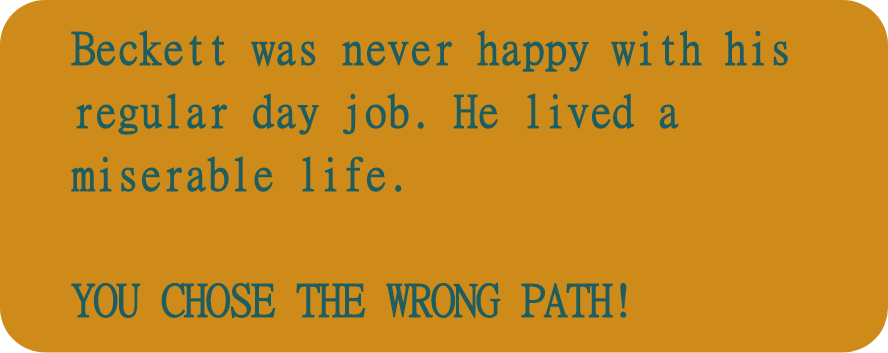 Beckett was never happy with his
regular day job. He lived a
miserable life.
YOU CHOSE THE WRONG PATH!